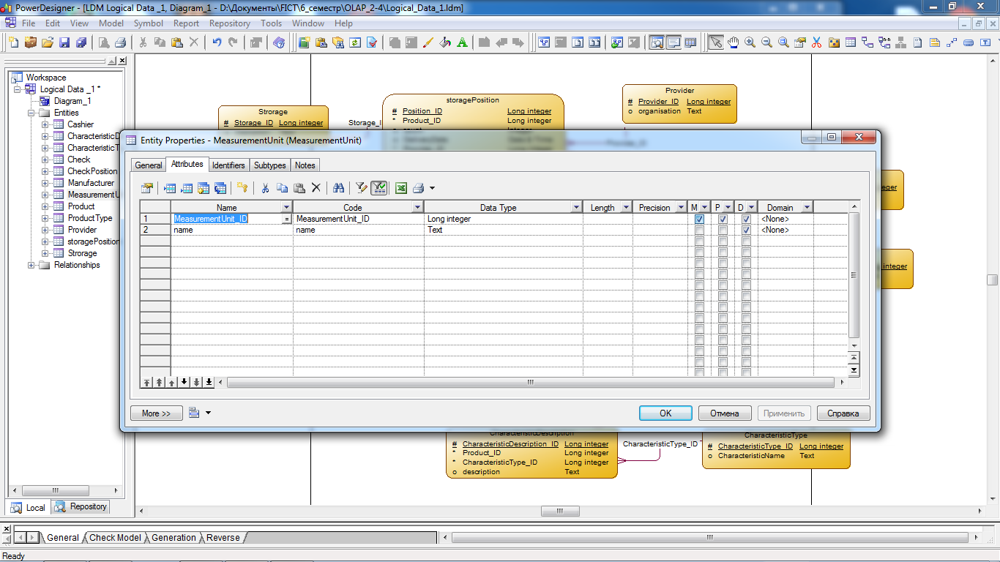 PowerDesigner - [LDM Logical Data _1, Diagram_1 - D:\Документы\FICT\6_семестр\OLAP_2-4\Logical_Data_1.ldm]
File Edit View Model Symbol Report Repository Tools Window Help
Workspace
Logical Data _1 *
Diagram_1
Entities
Cashier
CharacteristicD
CharacteristicT
Check
CheckPosition
Manufacturer
MeasurementU
Product
ProductType
Provider
storagePosition
Strorage
Relationships
Local Repository
Strorage
# Storage_ID Long integer
Storage_I
storagePosition
# Position_ID Long integer
* Product_ID Long integer
Provider
# Provider_ID Long integer
o organisation Text
Entity Properties - MeasurementUnit (MeasurementUnit)
General Attributes Identifiers Subtypes Notes
Name Code Data Type Length Precision M P D Domain
1 MeasurementUnit_ID = MeasurementUnit_ID Long integer <None>
2 name name Text <None>
More >> OK Отмена Применить Справка
eger
integer
CharacteristicDescription
# CharacteristicDescription_ID Long integer
* Product_ID Long integer
* CharacteristicType_ID Long integer
o description Text
CharacteristicType_ID
CharacteristicType
# CharacteristicType_ID Long integer
o CharacteristicName Text
General Check Model Generation Reverse
Ready